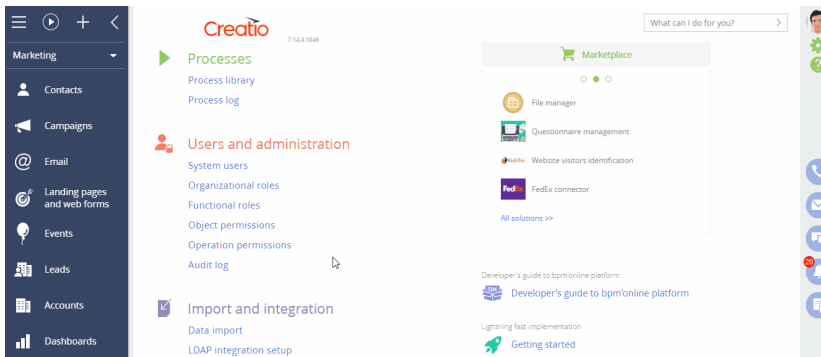 Marketing
Contacts
Campaigns
Email
Landing pages
and web forms
Events
Leads
Accounts
Dashboards
Creatio
7.14.4.1046
Processes
Process library
Process log
Users and administration
System users
Organizational roles
Functional roles
Object permissions
Operation permissions
Audit log
Import and integration
Data import
LDAP integration setup
What can I do for you?
Marketplace
File manager
Questionnaire management
Website visitors identification
FedEx
FedEx connector
All solutions >>
Developer's guide to bpm'online platform
SDK
Developer's guide to bpm'online platform
Lightning fast implementation
Getting started
20